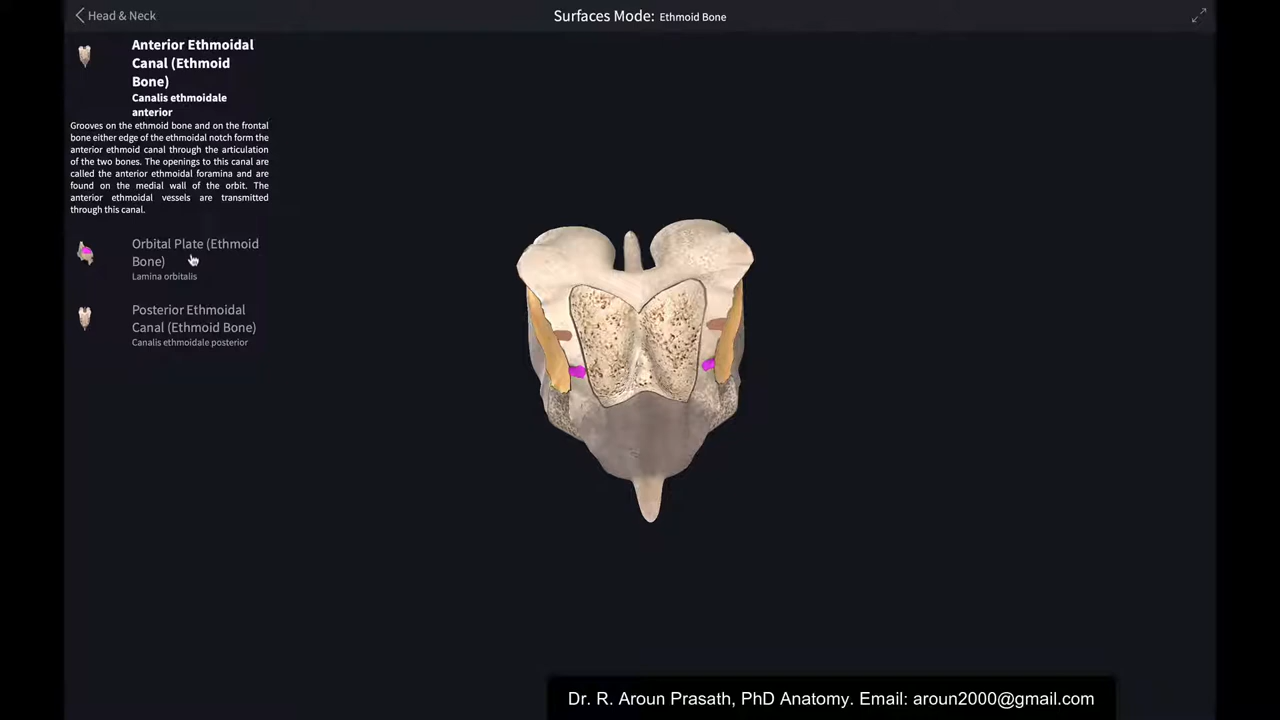 Head & Neck
Surfaces Mode: Ethmoid Bone
Anterior Ethmoidal
Canal (Ethmoid
Bone)
Canalis ethmoidale
anterior
Grooves on the ethmoid bone and on the frontal
bone either edge of the ethmoidal notch form the
anterior ethmoid canal through the articulation
of the two bones. The openings to this canal are
called the anterior ethmoidal foramina and are
found on the medial wall of the orbit. The
anterior ethmoidal vessels are transmitted
through this canal.
Orbital Plate (Ethmoid
Bone)
Lamina orbitalis
Posterior Ethmoidal
Canal (Ethmoid Bone)
Canalis ethmoidale posterior
Dr. R. Aroun Prasath, PhD Anatomy. Email: aroun2000@gmail.com